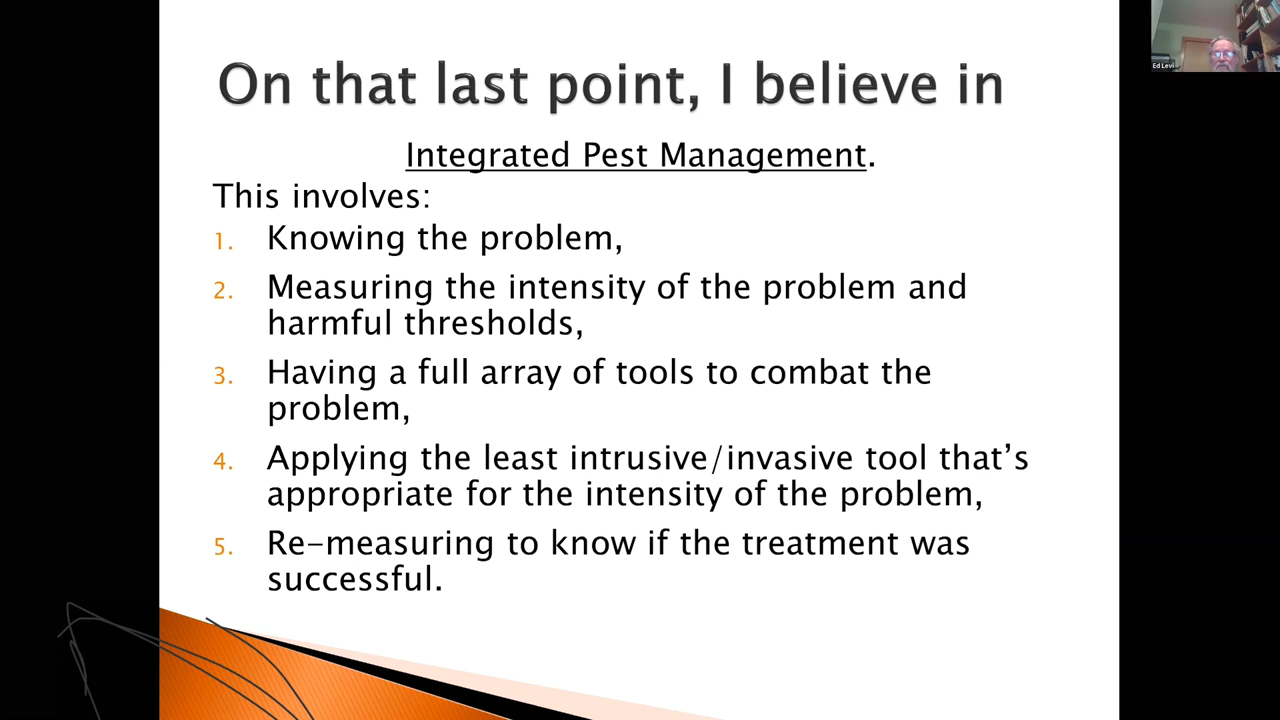 On that last point, I believe in
Integrated Pest Management.
This involves:
1. Knowing the problem,
2. Measuring the intensity of the problem and
harmful thresholds,
3. Having a full array of tools to combat the
problem,
4. Applying the least intrusive/invasive tool that's
appropriate for the intensity of the problem,
5. Re-measuring to know if the treatment was
successful.
Ed Levi